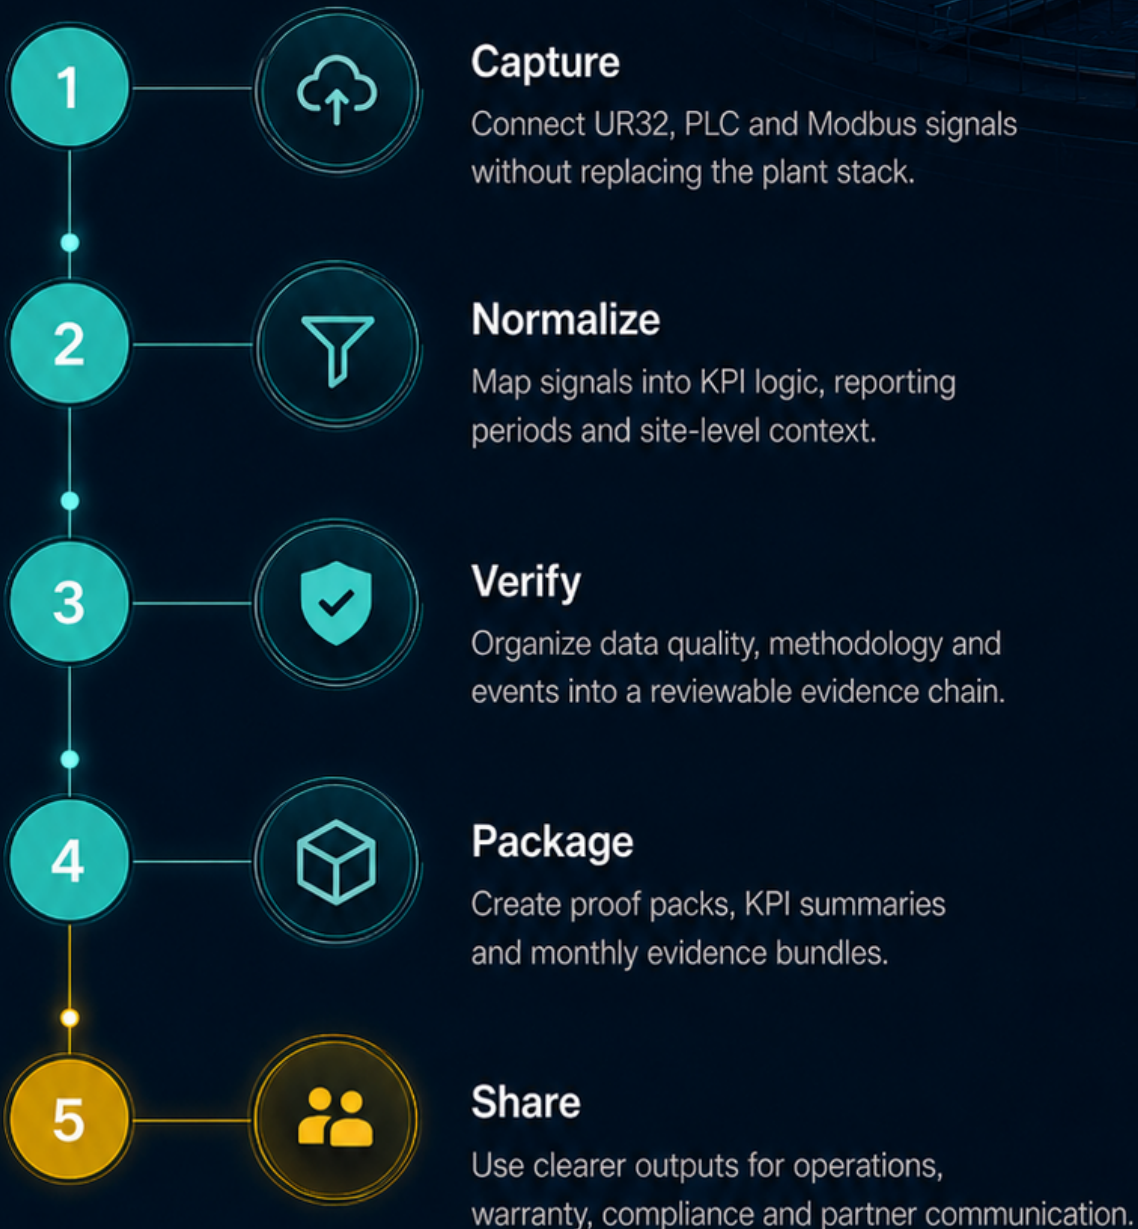 1
Capture
Connect UR32, PLC and Modbus signals
without replacing the plant stack.
2
Normalize
Map signals into KPI logic, reporting
periods and site-level context.
3
Verify
Organize data quality, methodology and
events into a reviewable evidence chain.
4
Package
Create proof packs, KPI summaries
and monthly evidence bundles.
5
Share
Use clearer outputs for operations,
warranty, compliance and partner communication.